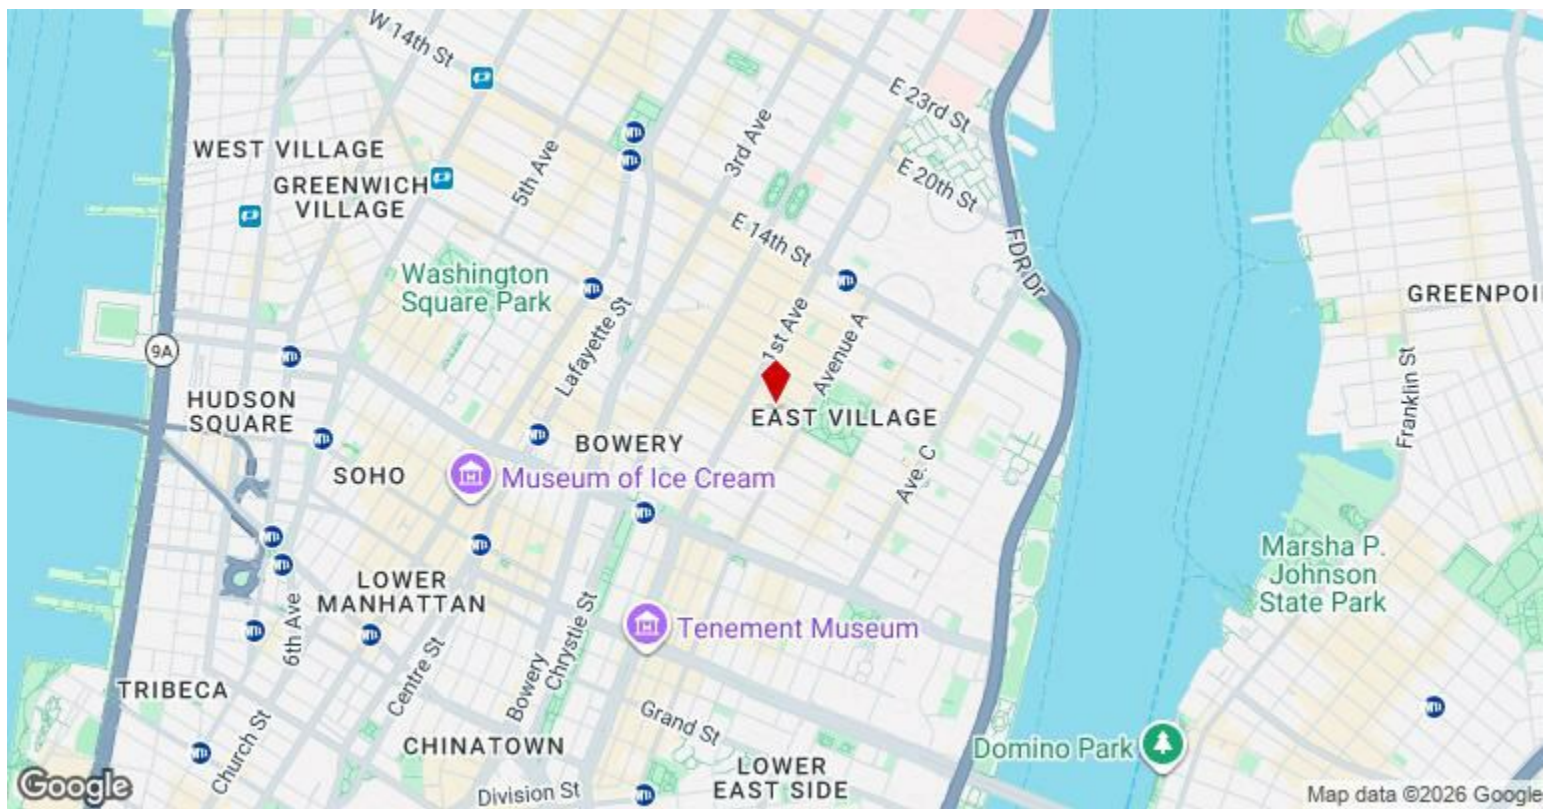 W 14th St
E 23rd St
3rd Ave
WEST VILLAGE
5th Ave
GREENWICH
VILLAGE
E 20th St
E 14th St
FDR Dr
Washington
Square Park
GREENPOI
Lafayette St
1st Ave
Avenue A
9A
Franklin St
HUDSON
SQUARE
EAST VILLAGE
BOWERY
SOHO
Museum of Ice Cream
Ave. C
Marsha P.
Johnson
State Park
LOWER
MANHATTAN
6th Ave
Chrystie St
Tenement Museum
Centre St
Bowery
TRIBECA
Church St
Grand St
CHINATOWN
Domino Park
LOWER
EAST SIDE
Division St
Google
Map data ©2026 Google